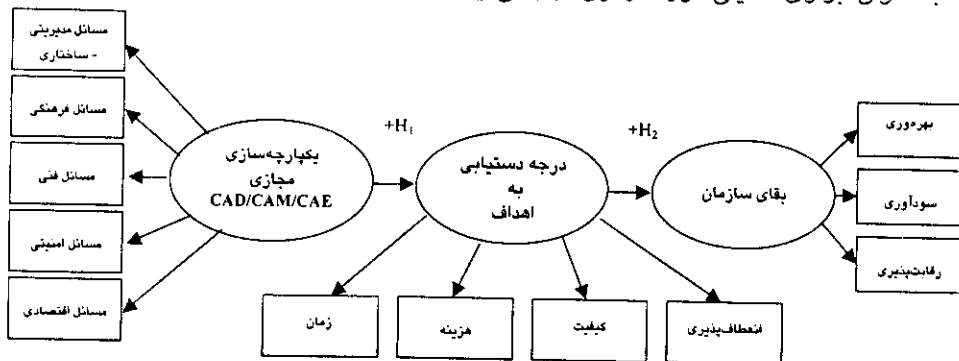 مسائل مدیریتی
- ساختاری
مسائل فرهنگی
مسائل فنی
مسائل امنیتی
مسائل اقتصادی
یکپارچه‌سازی
مجازی
CAD/CAM/CAE
+H₁
درجه دستیابی
به
اهداف
+H₂
بقای سازمان
بهره‌وری
سودآوری
رقابت‌پذیری
زمان
هزینه
کیفیت
انعطاف‌پذیری